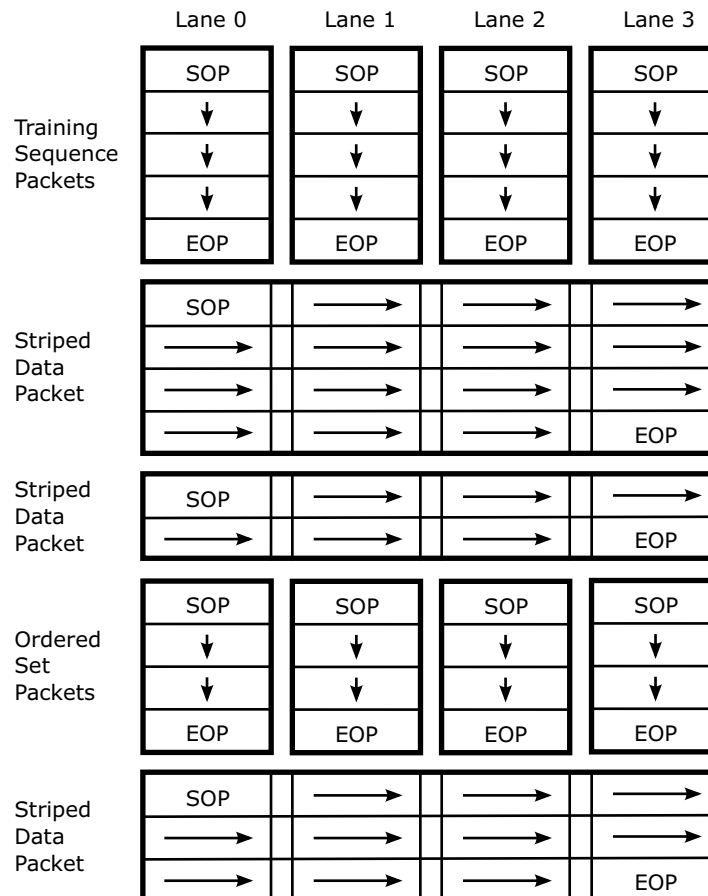 Lane 0 Lane 1 Lane 2 Lane 3
SOP SOP SOP SOP
Training
Sequence
Packets
EOP EOP EOP EOP
SOP
Striped
Data
Packet
EOP
Striped
Data
Packet
SOP
EOP
SOP SOP SOP SOP
Ordered
Set
Packets
EOP EOP EOP EOP
SOP
Striped
Data
Packet
EOP